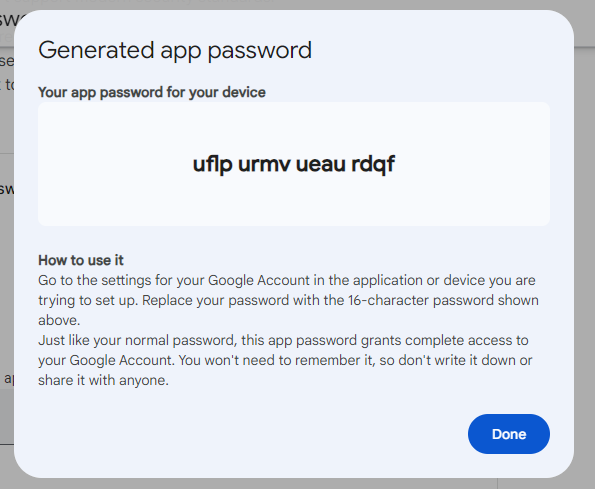 Generated app password
Your app password for your device
uflp urmv ueau rdqf
How to use it
Go to the settings for your Google Account in the application or device you are
trying to set up. Replace your password with the 16-character password shown
above.
Just like your normal password, this app password grants complete access to
your Google Account. You won't need to remember it, so don't write it down or
share it with anyone.
Done